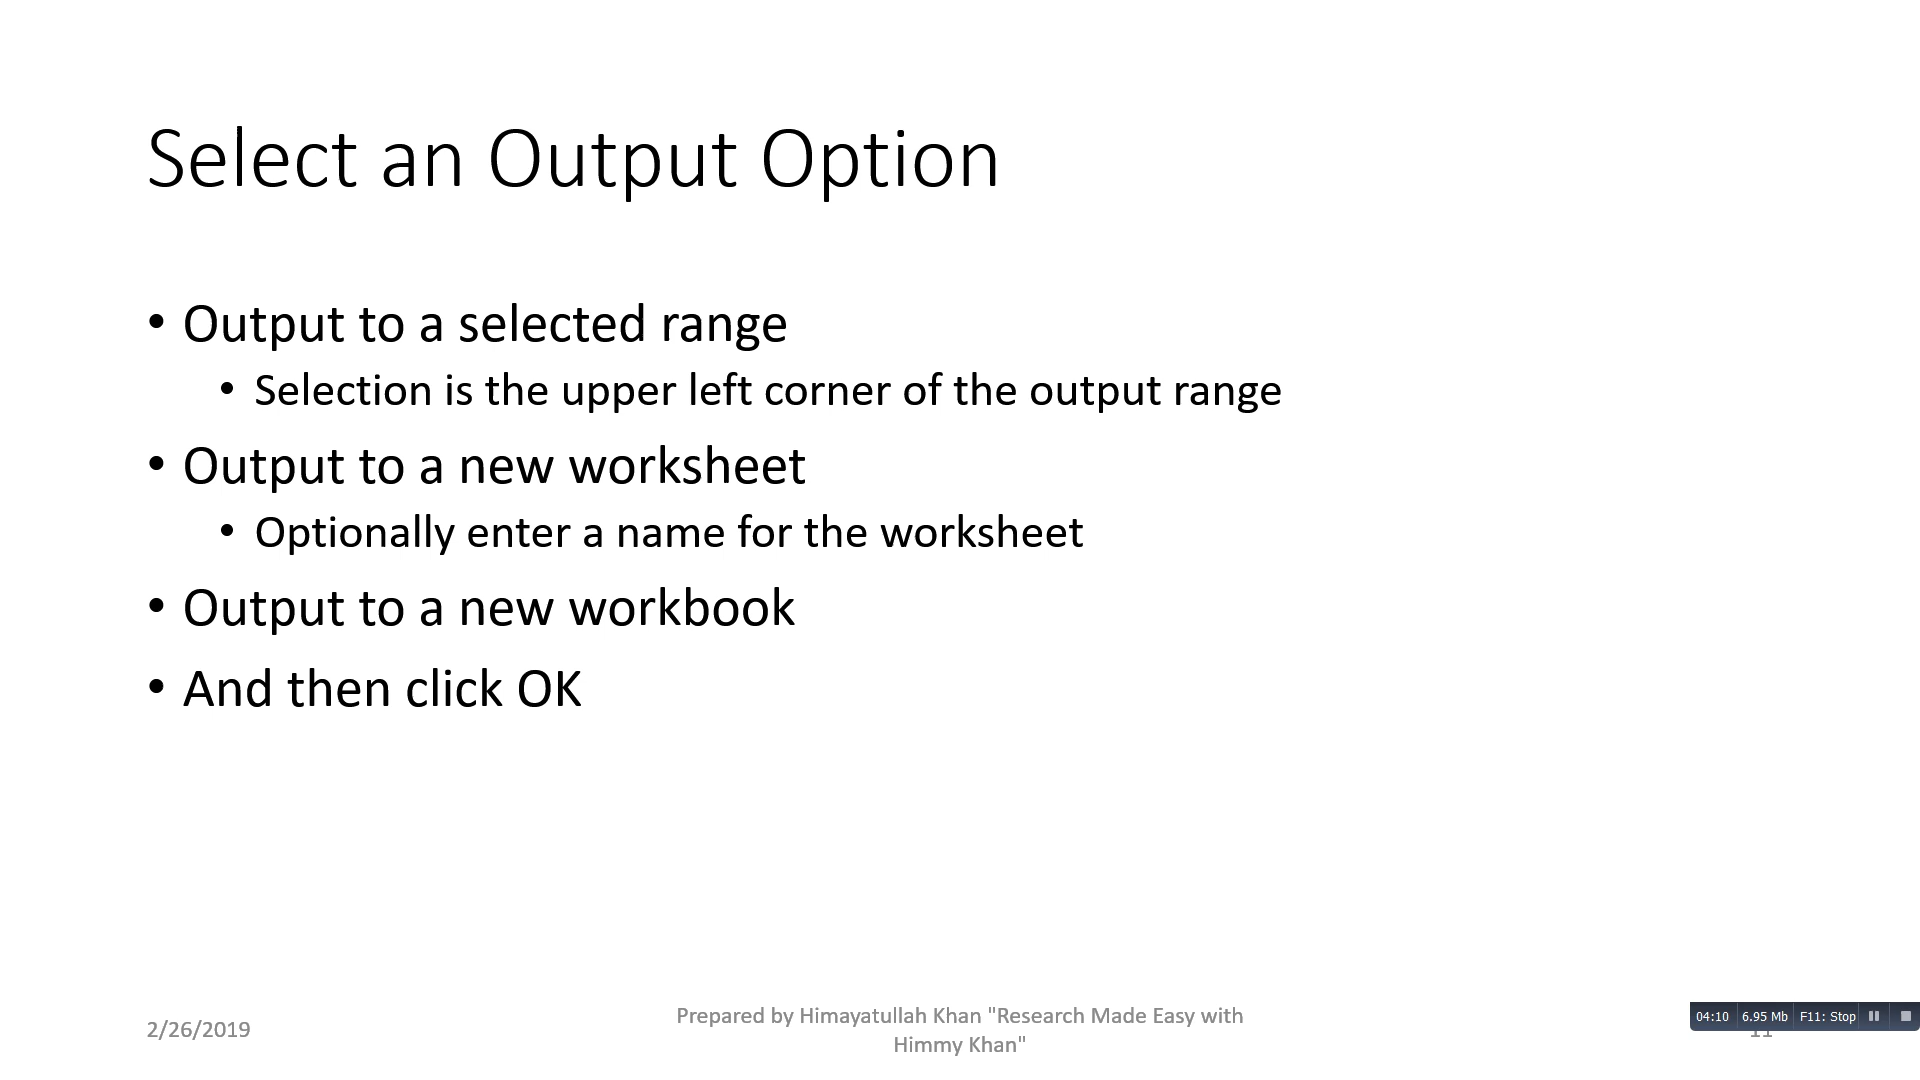 Select an Output Option
• Output to a selected range
• Selection is the upper left corner of the output range
• Output to a new worksheet
• Optionally enter a name for the worksheet
• Output to a new workbook
• And then click OK
2/26/2019
Prepared by Himayatullah Khan "Research Made Easy with
Himmy Khan"
04:10 6.95 Mb F11: Stop
11